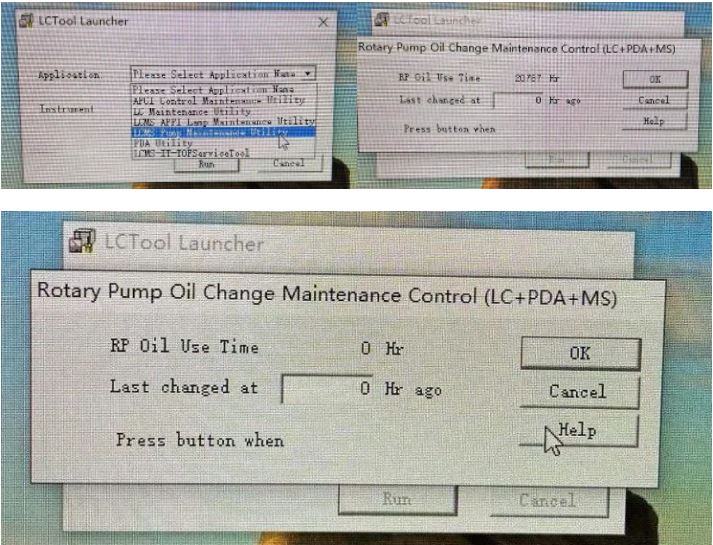 LCTool Launcher
Application
Please Select Application Name
Please Select Application Name
APCI Control Maintenance Utility
LC Maintenance Utility
LCMS APPI Lamp Maintenance Utility
LCMS Pump Maintenance Utility
PDA Utility
LCMS-IT-TOFServiceTool
Instrument
Run
Cancel
LCTool Launcher
Rotary Pump Oil Change Maintenance Control (LC+PDA+MS)
RP Oil Use Time 20787 Hr
OK
Last changed at 0 Hr ago
Cancel
Help
Press button when
Run
Cancel
LCTool Launcher
Rotary Pump Oil Change Maintenance Control (LC+PDA+MS)
RP Oil Use Time 0 Hr
OK
Last changed at 0 Hr ago
Cancel
Help
Press button when
Run
Cancel